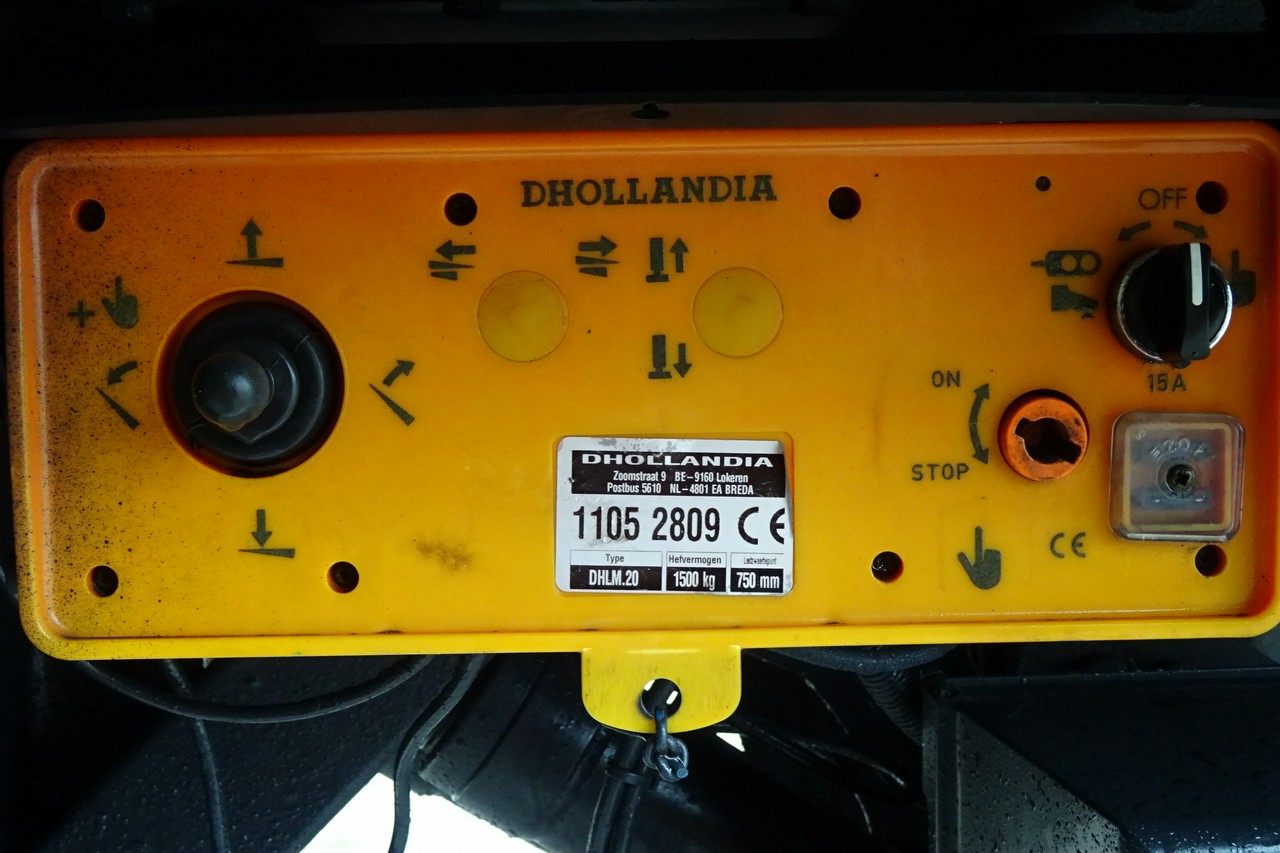 DHOLLANDIA
OFF
15A
ON
STOP
CE
DHOLLANDIA
Zoomstraat 9 BE-9160 Lokeren
Postbus 5610 NL-4801 EA BREDA
1105 2809 CE
Type Hefvermogen
DHLM.20 1500 kg 750 mm